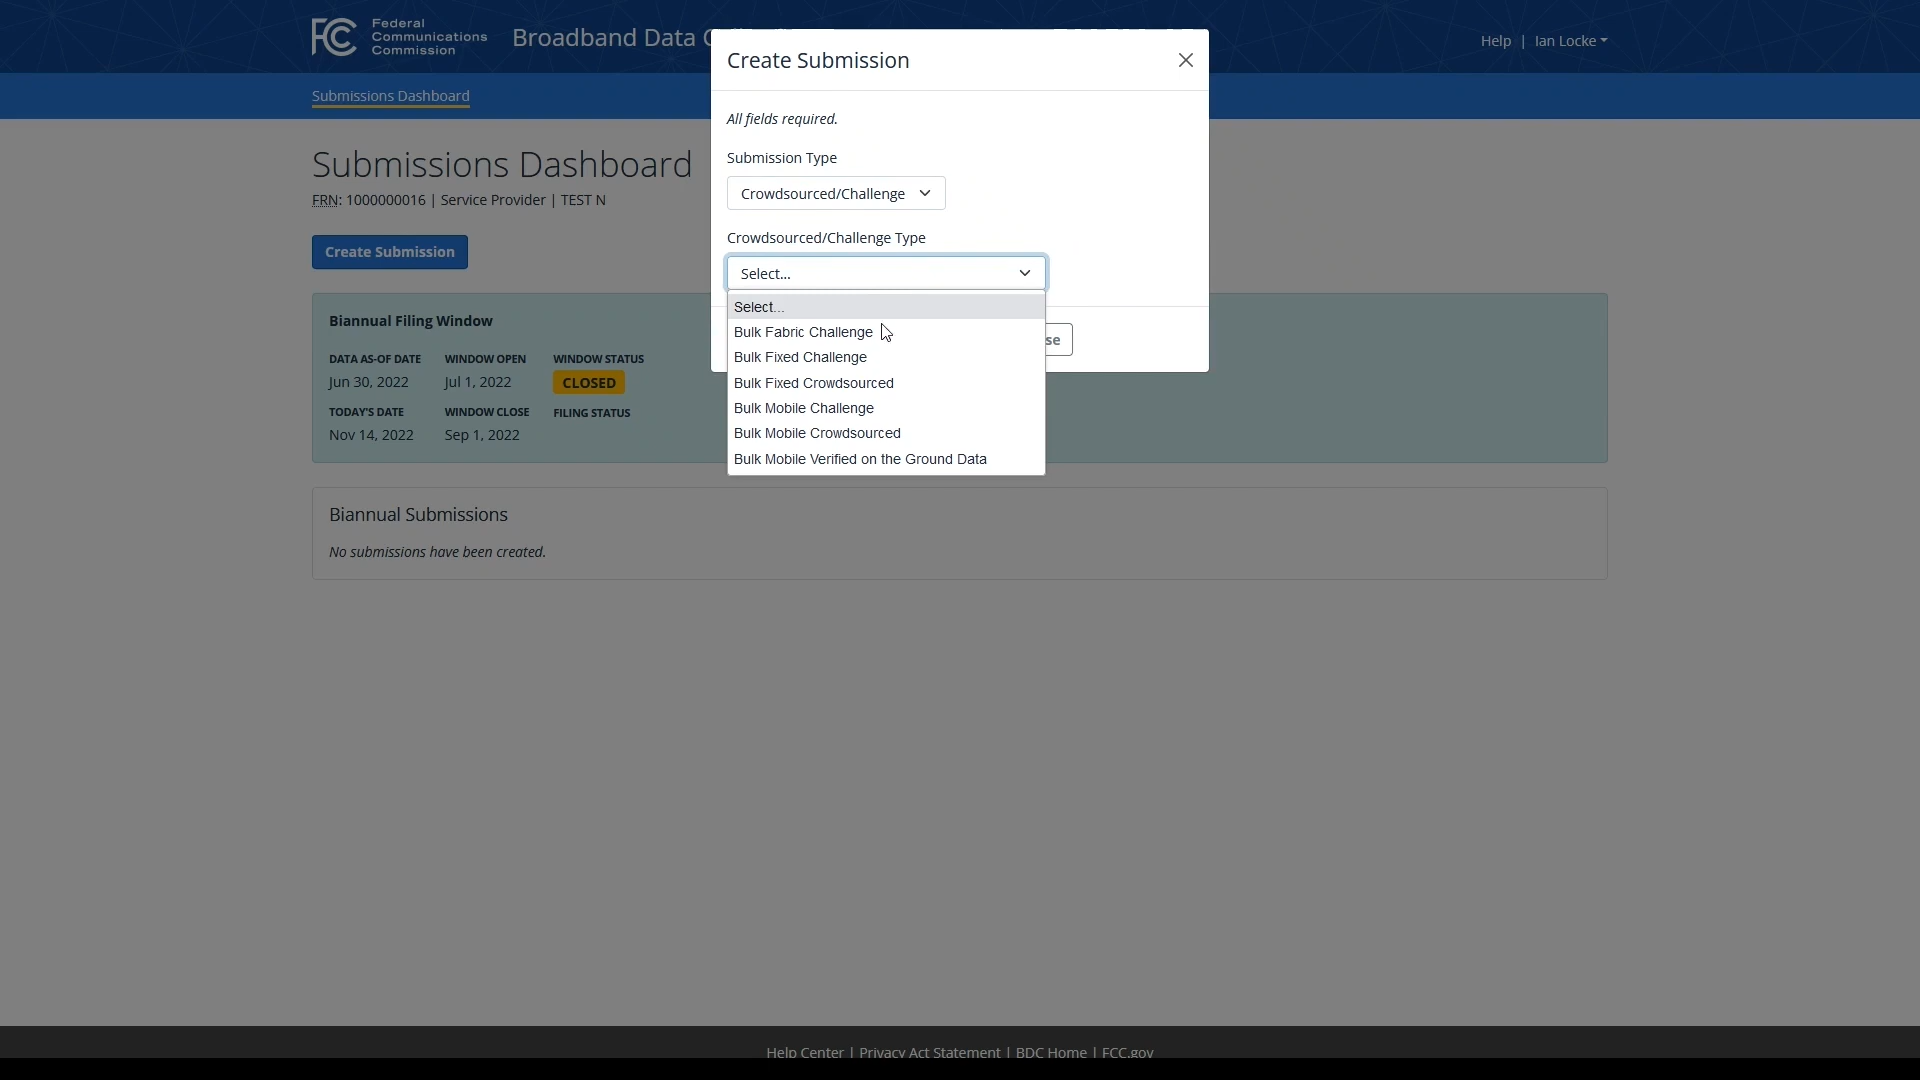 Federal
Communications
Commission
Broadband Data
Help | Ian Locke
Submissions Dashboard
Submissions Dashboard
FRN: 1000000016 | Service Provider | TEST N
Create Submission
Biannual Filing Window
DATA AS-OF DATE WINDOW OPEN WINDOW STATUS
Jun 30, 2022 Jul 1, 2022 CLOSED
TODAY'S DATE WINDOW CLOSE FILING STATUS
Nov 14, 2022 Sep 1, 2022
Biannual Submissions
No submissions have been created.
Create Submission
All fields required.
Submission Type
Crowdsourced/Challenge
Crowdsourced/Challenge Type
Select...
Select...
Bulk Fabric Challenge
Bulk Fixed Challenge
Bulk Fixed Crowdsourced
Bulk Mobile Challenge
Bulk Mobile Crowdsourced
Bulk Mobile Verified on the Ground Data
se
Help Center | Privacy Act Statement | BDC Home | FCC.gov
FCC